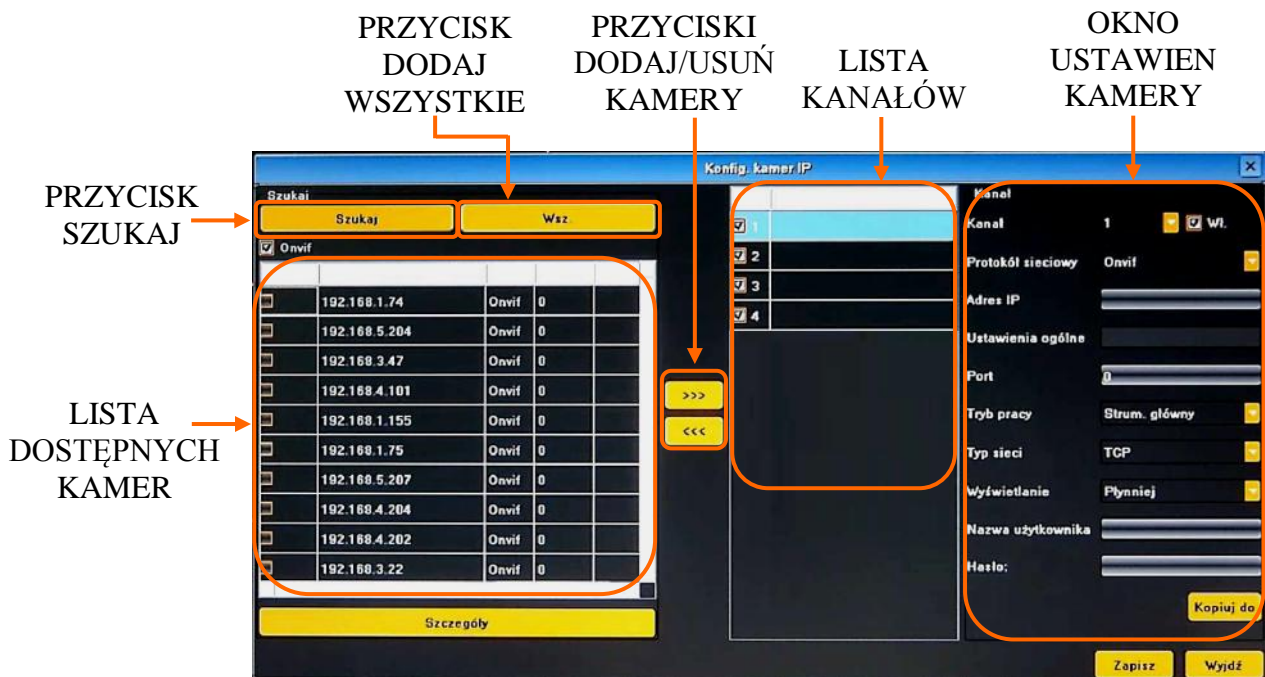 PRZYCISK
DODAJ
WSZYSTKIE
PRZYCISKI
DODAJ/USUŃ
KAMERY
LISTA
KANAŁÓW
OKNO
USTAWIEN
KAMERY
PRZYCISK
SZUKAJ
LISTA
DOSTĘPNYCH
KAMER
Konfig. kamer IP
Szukaj
Szukaj Wsz.
Onvif
192.168.1.74 Onvif 0
192.168.5.204 Onvif 0
192.168.3.47 Onvif 0
192.168.4.101 Onvif 0
192.168.1.155 Onvif 0
192.168.1.75 Onvif 0
192.168.5.207 Onvif 0
192.168.4.204 Onvif 0
192.168.4.202 Onvif 0
192.168.3.22 Onvif 0
Szczegóły
>>>
<<<
1
2
3
4
Kanał
Kanał 1 Wł.
Protokół sieciowy Onvif
Adres IP
Ustawienia ogólne
Port 0
Tryb pracy Strum. główny
Typ sieci TCP
Wyświetlanie Płynniej
Nazwa użytkownika
Hasło:
Kopiuj do
Zapisz Wyjdź